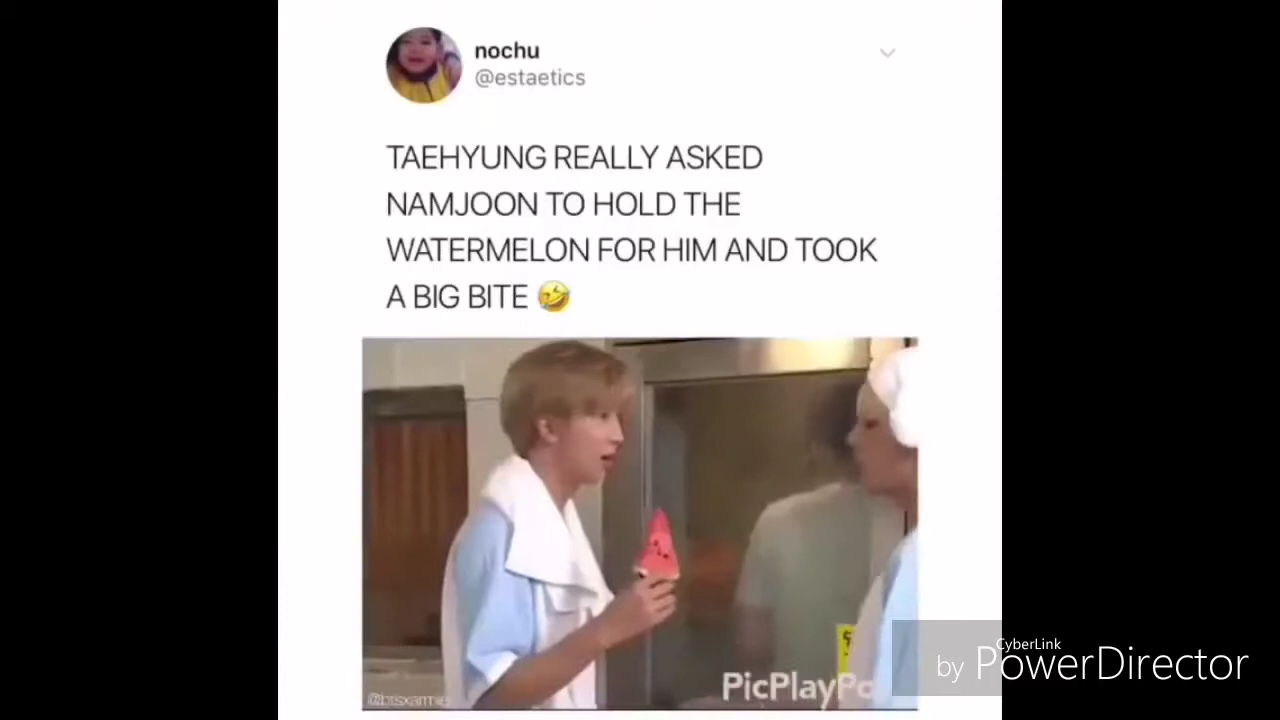 nochu
@estaetics
TAEHYUNG REALLY ASKED
NAMJOON TO HOLD THE
WATERMELON FOR HIM AND TOOK
A BIG BITE 🤣
PicPlayPo
CyberLink
by PowerDirector